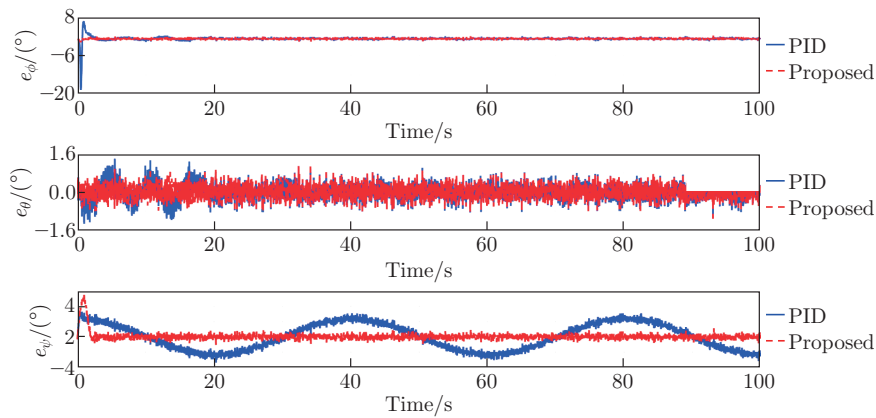 8
−6
−20
e_ϕ/(°)
0 20 40 60 80 100
Time/s
PID
Proposed
1.6
0.0
−1.6
e_θ/(°)
0 20 40 60 80 100
Time/s
PID
Proposed
4
2
−4
e_ψ/(°)
0 20 40 60 80 100
Time/s
PID
Proposed